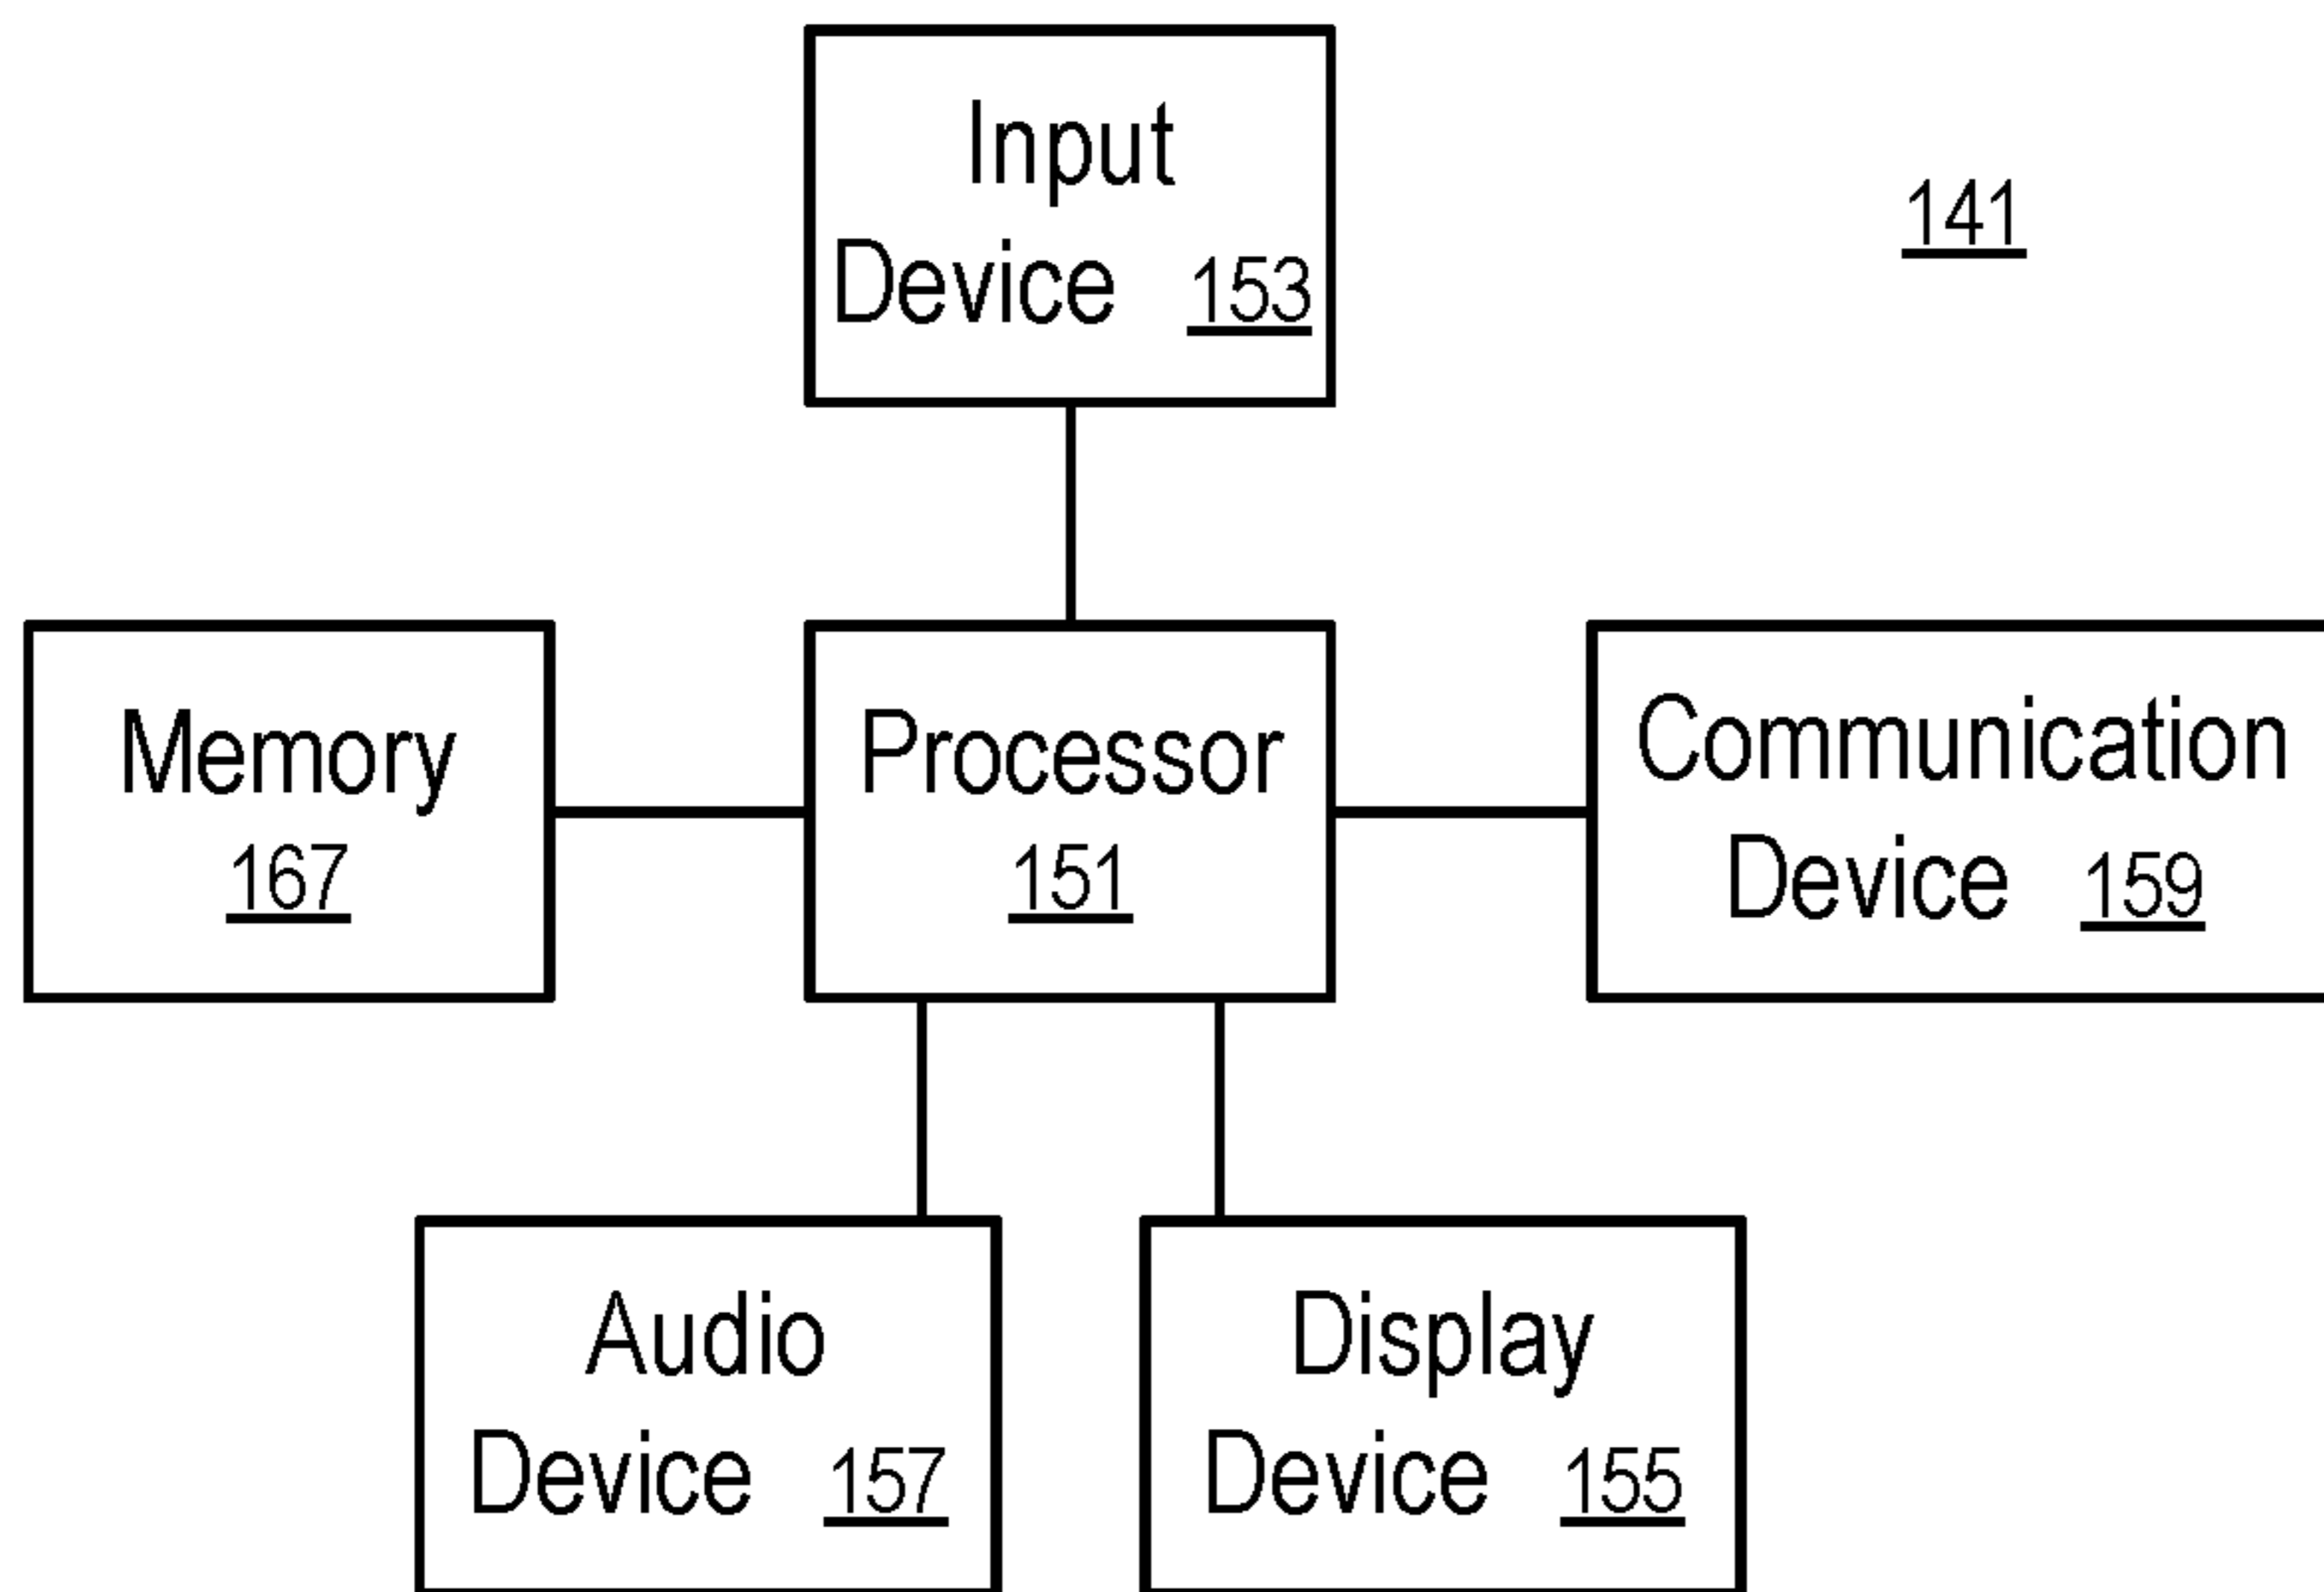 Input
Device 153
141
Memory
167
Processor
151
Communication
Device 159
Audio
Device 157
Display
Device 155